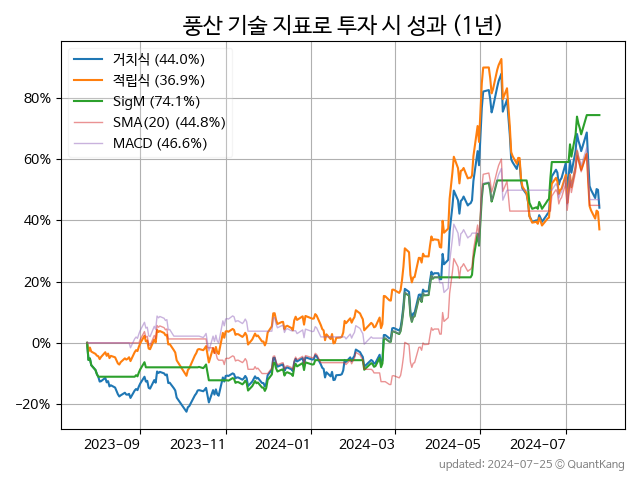 풍산 기술 지표로 투자 시 성과 (1년)
거치식 (44.0%)
적립식 (36.9%)
SigM (74.1%)
SMA(20) (44.8%)
MACD (46.6%)
80%
60%
40%
20%
0%
−20%
2023-09 2023-11 2024-01 2024-03 2024-05 2024-07
updated: 2024-07-25 © QuantKang